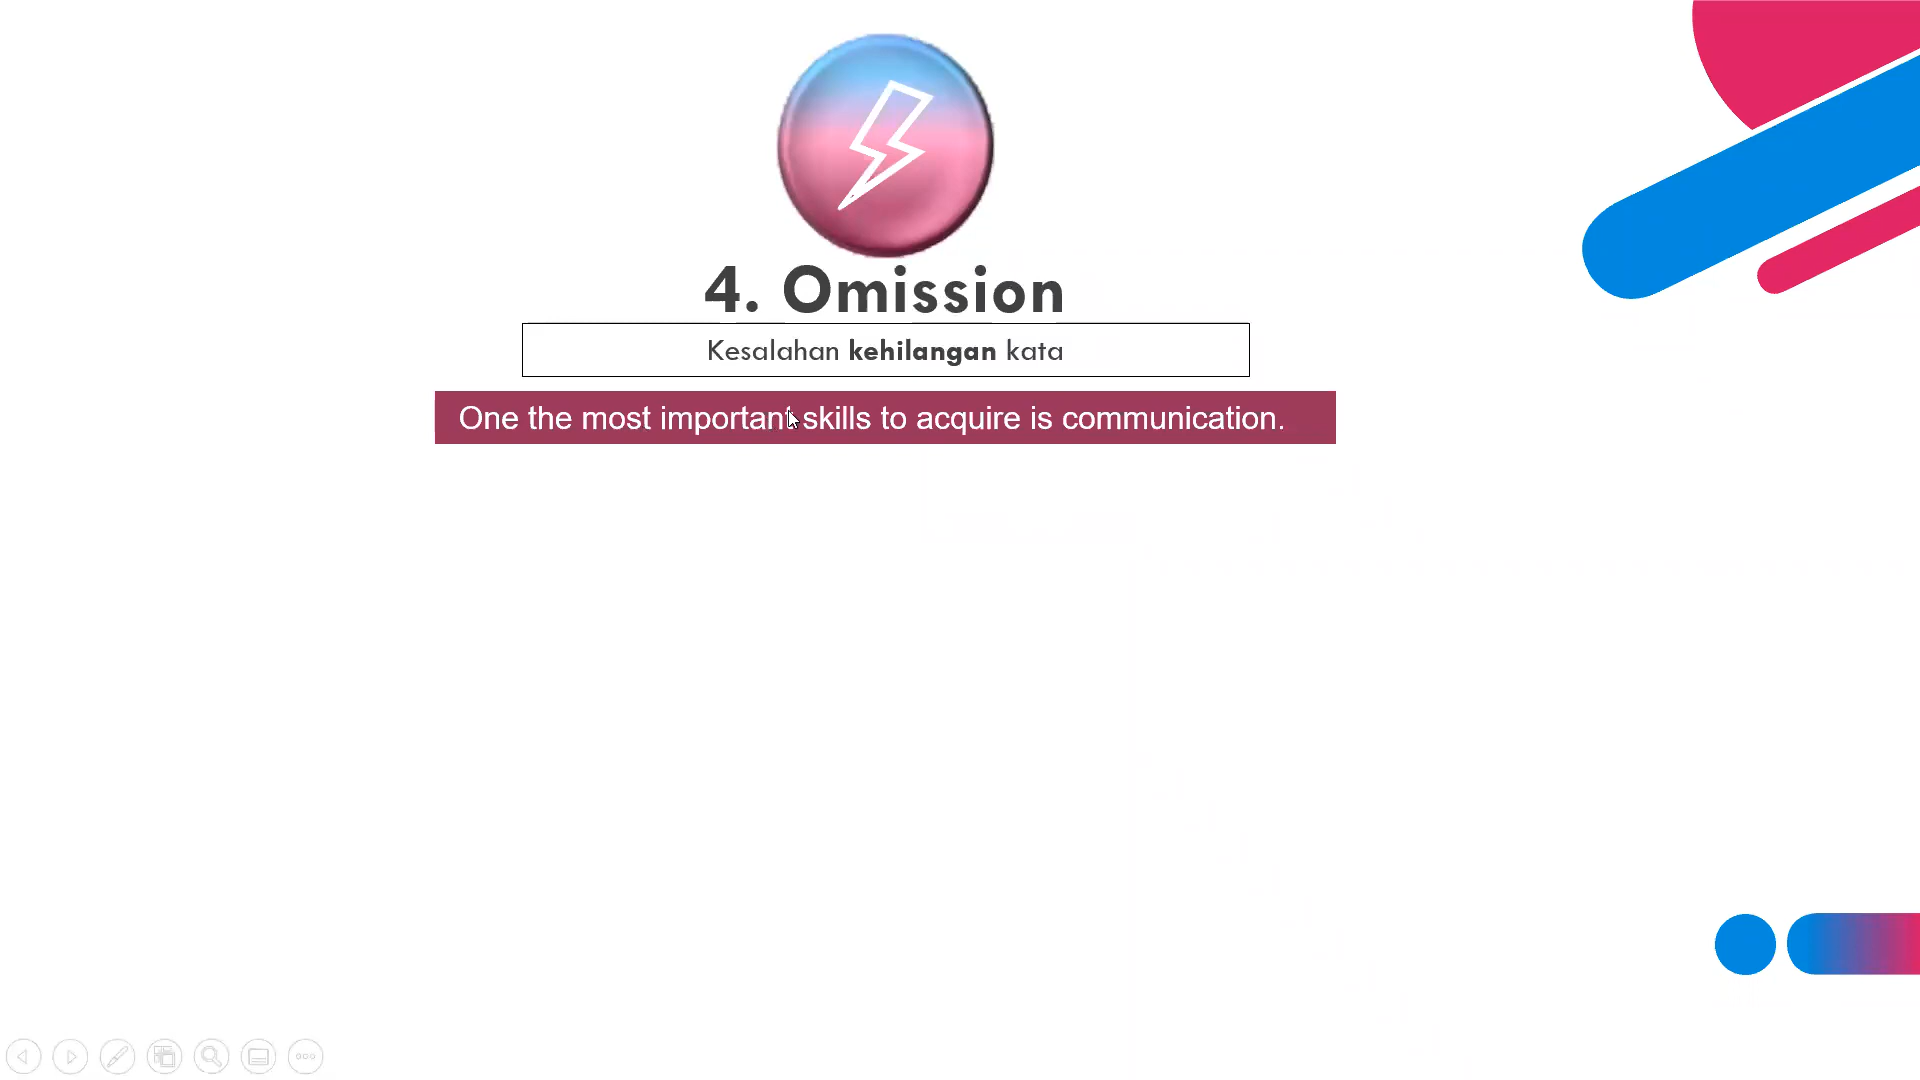 4. Omission
Kesalahan kehilangan kata
One the most important skills to acquire is communication.